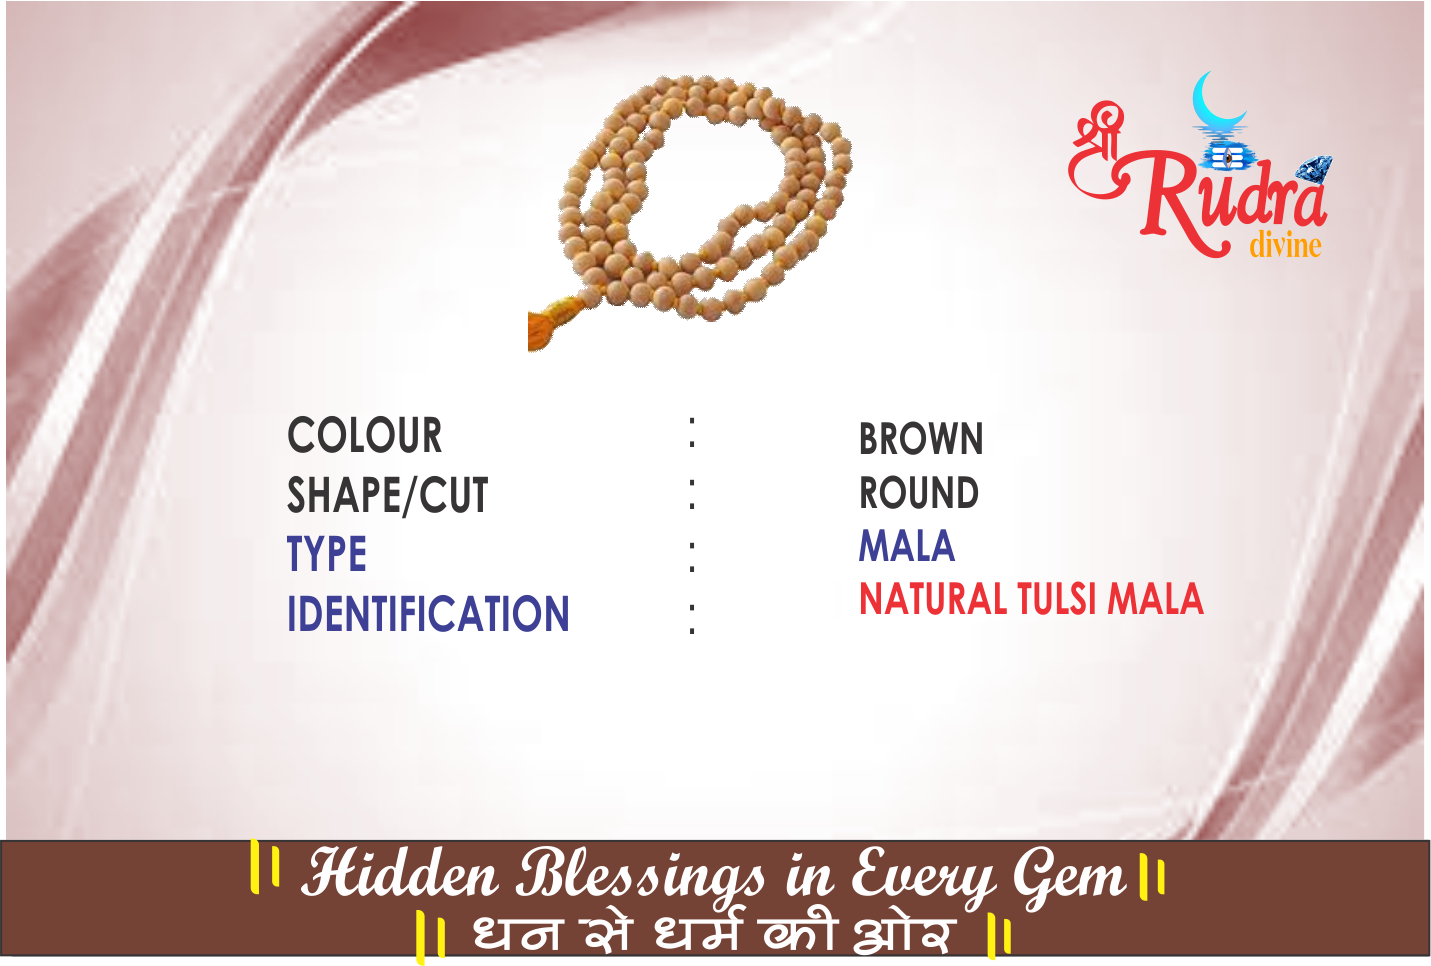 श्री
Rudra
divine
COLOUR : BROWN
SHAPE/CUT : ROUND
TYPE : MALA
IDENTIFICATION : NATURAL TULSI MALA
॥ Hidden Blessings in Every Gem ॥
॥ धन से धर्म की ओर ॥